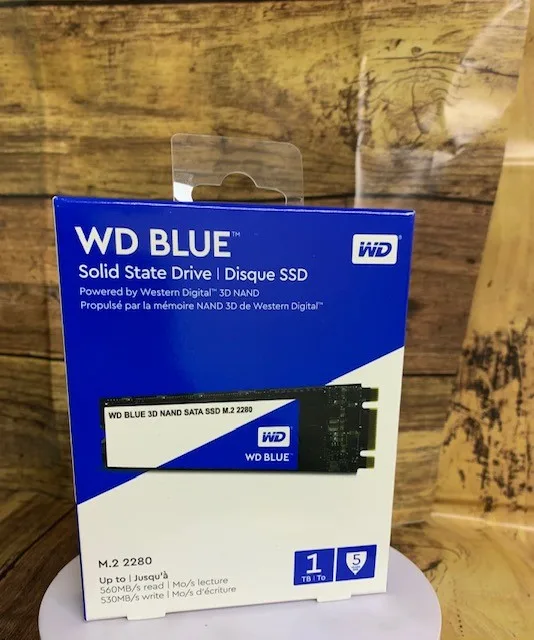 WD BLUE™
WD
Solid State Drive | Disque SSD
Powered by Western Digital™ 3D NAND
Propulsé par la mémoire NAND 3D de Western Digital™
WD BLUE 3D NAND SATA SSD M.2 2280
WD
WD BLUE™
M.2 2280
Up to | Jusqu'à
560MB/s read | Mo/s lecture
530MB/s write | Mo/s d'écriture
1
TB | To
5